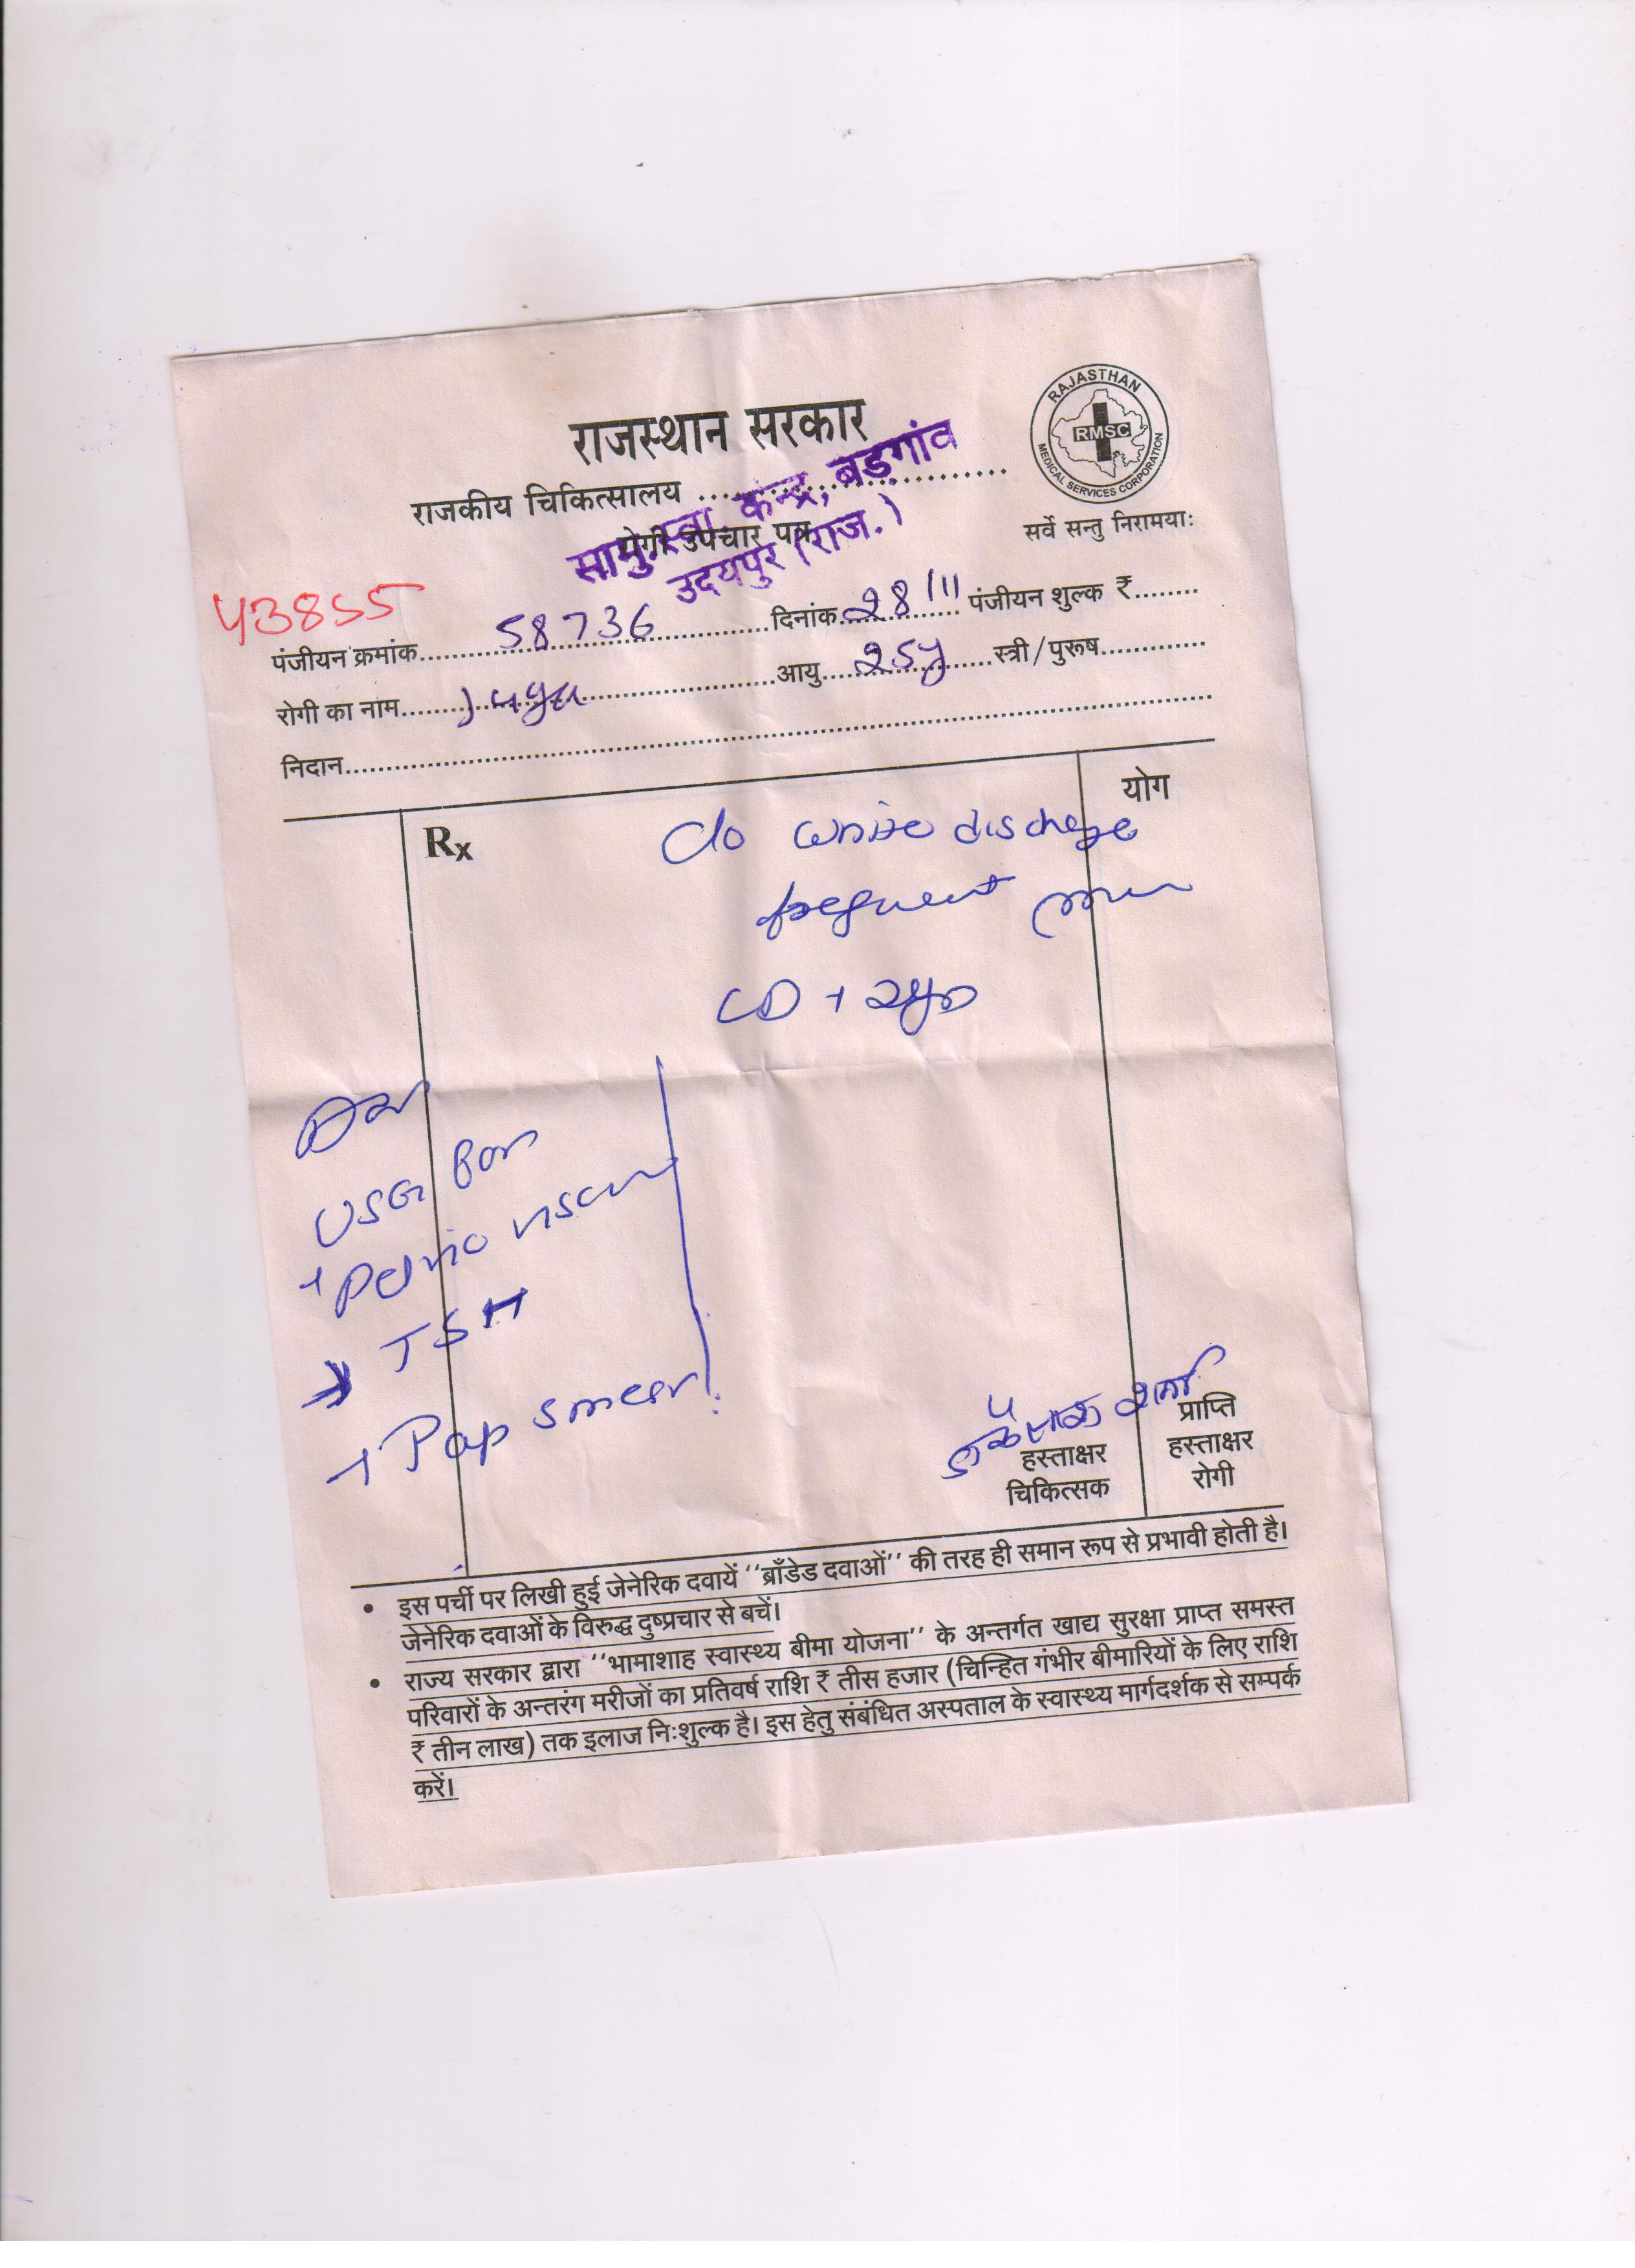 राजस्थान सरकार
RAJASTHAN
RMSC
MEDICAL SERVICES CORPORATION
राजकीय चिकित्सालय ........................
केन्द्र, बड़गांव
रोगी उपचार पत्र
उदयपुर (राज.)
सर्वे सन्तु निरामयाः
43855
पंजीयन क्रमांक 58736 दिनांक 28/11 पंजीयन शुल्क ₹........
रोगी का नाम आयु 25y स्त्री/पुरूष.............
निदान
Rx
योग
c/o white discharge
frequent
USG for
+ Pelvic
TSH
+ Pap smear
शर्मा
हस्ताक्षर
चिकित्सक
प्राप्ति
हस्ताक्षर
रोगी
• इस पर्ची पर लिखी हुई जेनेरिक दवायें ‘‘ब्राँडेड दवाओं’’ की तरह ही समान रूप से प्रभावी होती है।
जेनेरिक दवाओं के विरुद्ध दुष्प्रचार से बचें।
• राज्य सरकार द्वारा ‘‘भामाशाह स्वास्थ्य बीमा योजना’’ के अन्तर्गत खाद्य सुरक्षा प्राप्त समस्त
परिवारों के अन्तरंग मरीजों का प्रतिवर्ष राशि ₹ तीस हजार (चिन्हित गंभीर बीमारियों के लिए राशि
₹ तीन लाख) तक इलाज निःशुल्क है। इस हेतु संबंधित अस्पताल के स्वास्थ्य मार्गदर्शक से सम्पर्क
करें।